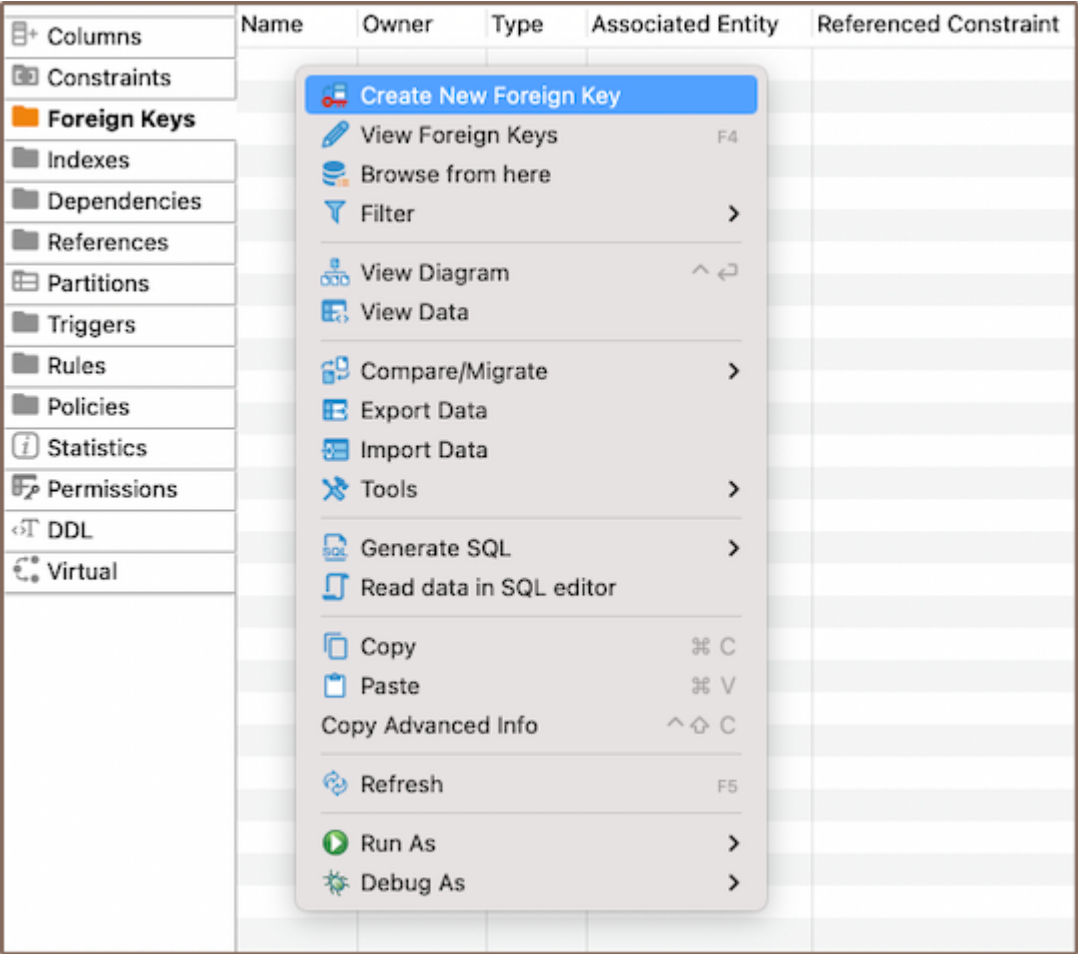 Name Owner Type Associated Entity Referenced Constraint
Columns
Constraints
Foreign Keys
Indexes
Dependencies
References
Partitions
Triggers
Rules
Policies
Statistics
Permissions
DDL
Virtual
Create New Foreign Key
View Foreign Keys F4
Browse from here
Filter
View Diagram ^ ⏎
View Data
Compare/Migrate
Export Data
Import Data
Tools
Generate SQL
Read data in SQL editor
Copy ⌘ C
Paste ⌘ V
Copy Advanced Info ^ ⇧ C
Refresh F5
Run As
Debug As